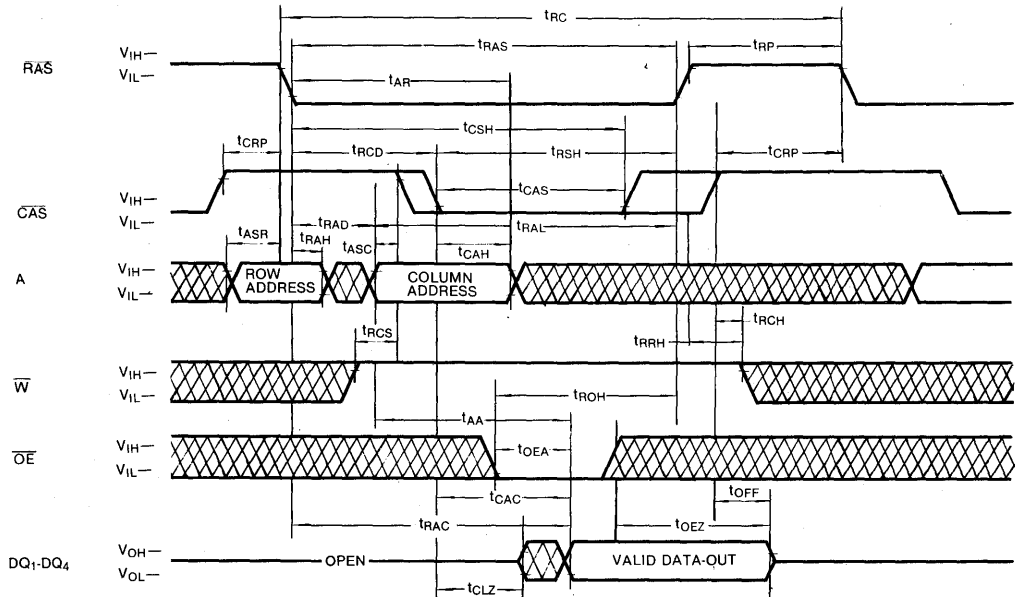 tRC
tRAS
tRP
VIH
RAS
VIL
tAR
tCSH
tCRP
tRCD
tRSH
tCRP
tCAS
VIH
CAS
VIL
tRAD
tRAL
tASR
tRAH
tASC
tCAH
A
VIH
VIL
ROW ADDRESS
COLUMN ADDRESS
tRCS
tRCH
tRRH
W
VIH
VIL
tROH
tAA
OE
VIH
VIL
tOEA
tCAC
tOFF
tRAC
tOEZ
DQ1-DQ4
VOH
VOL
OPEN
VALID DATA-OUT
tCLZ